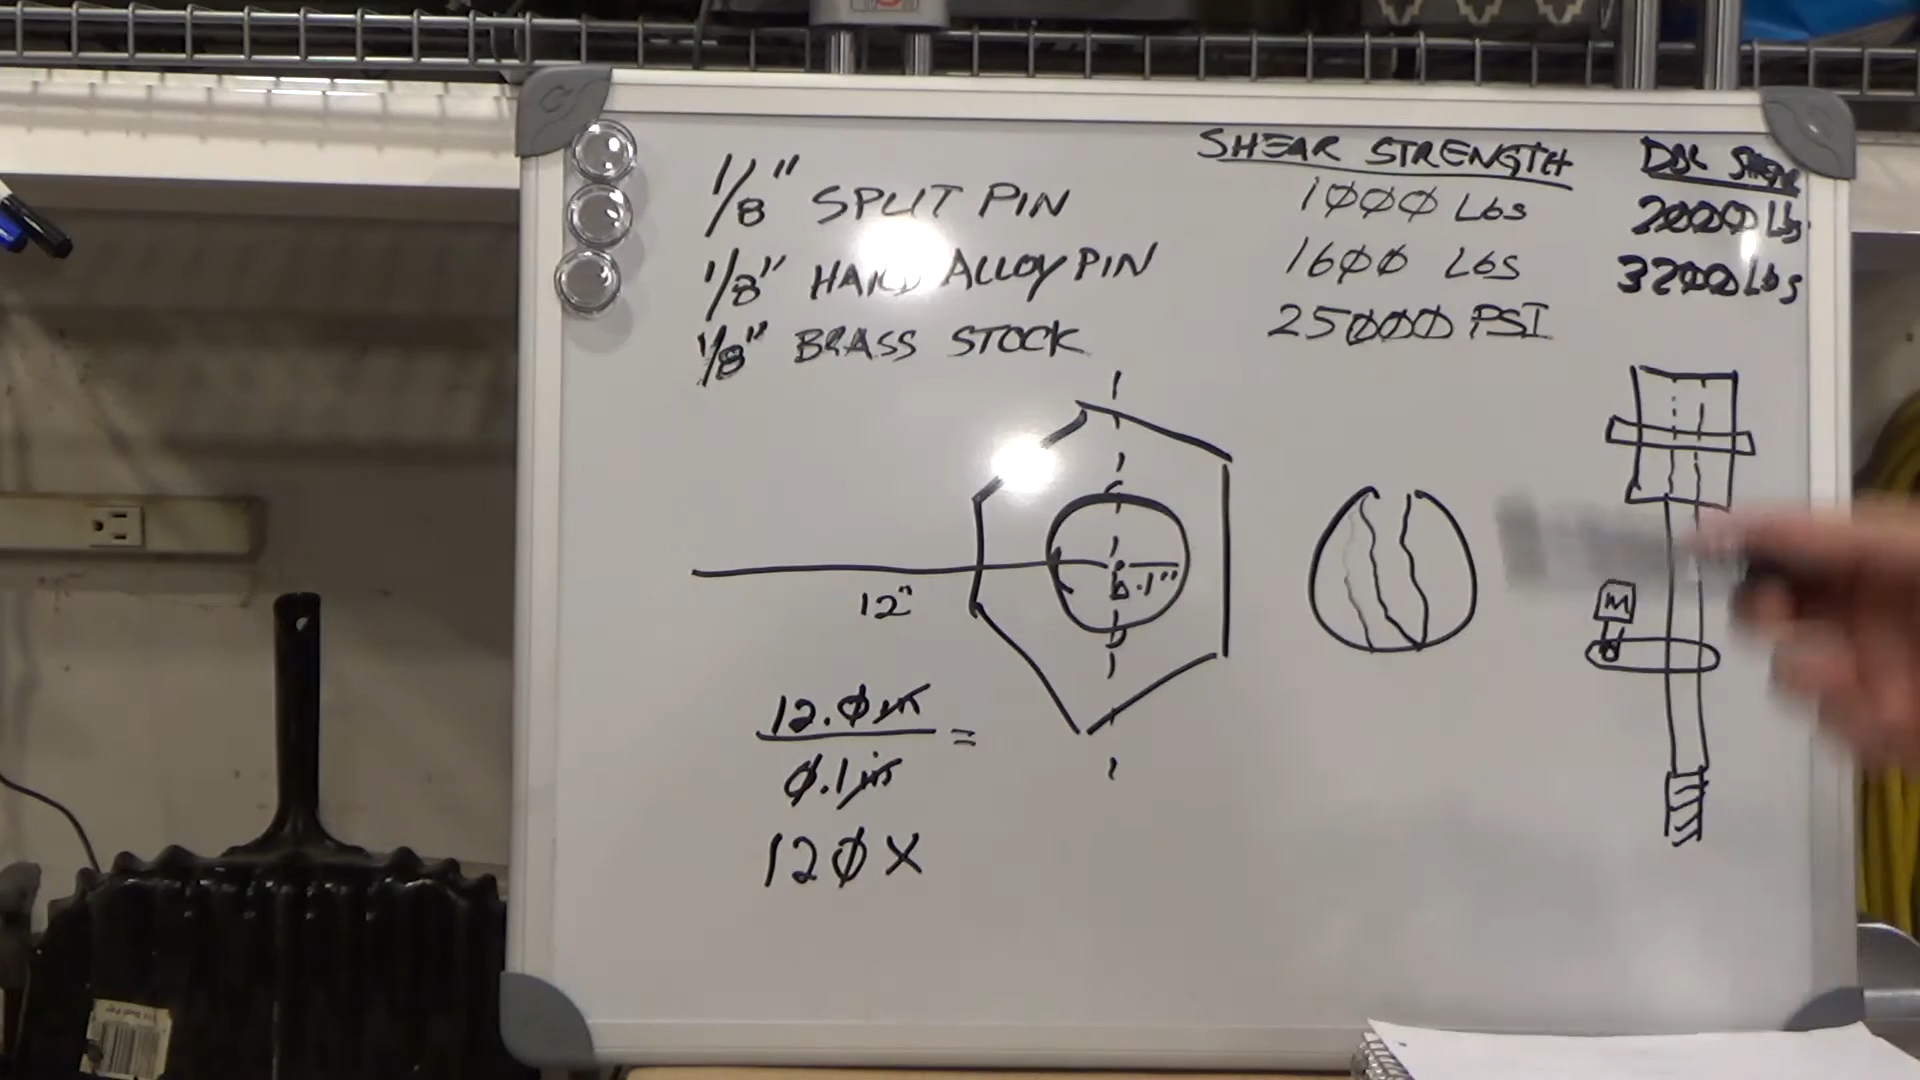 SHEAR STRENGTH DBL SHEAR
1/8" SPLIT PIN 1000 Lbs 2000 Lbs
1/8" HARD ALLOY PIN 1600 Lbs 3200 Lbs
1/8" BRASS STOCK 25000 PSI
0.1"
12"
M
12.0in
0.1in
=
120X